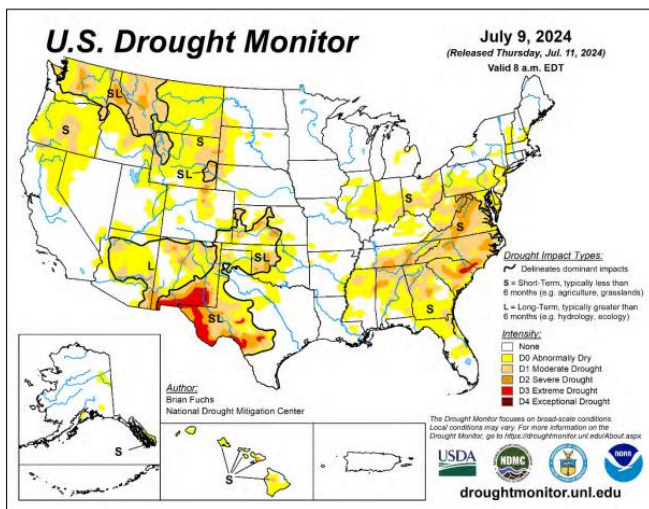 U.S. Drought Monitor
July 9, 2024
(Released Thursday, Jul. 11, 2024)
Valid 8 a.m. EDT
SL
S
S
SL
S
S
SL
L
SL
S
S
S
Drought Impact Types:
Delineates dominant impacts
S = Short-Term, typically less than
6 months (e.g. agriculture, grasslands)
L = Long-Term, typically greater than
6 months (e.g. hydrology, ecology)
Intensity:
None
D0 Abnormally Dry
D1 Moderate Drought
D2 Severe Drought
D3 Extreme Drought
D4 Exceptional Drought
Author:
Brian Fuchs
National Drought Mitigation Center
The Drought Monitor focuses on broad-scale conditions.
Local conditions may vary. For more information on the
Drought Monitor, go to https://droughtmonitor.unl.edu/About.aspx
USDA
NDMC
NOAA
droughtmonitor.unl.edu